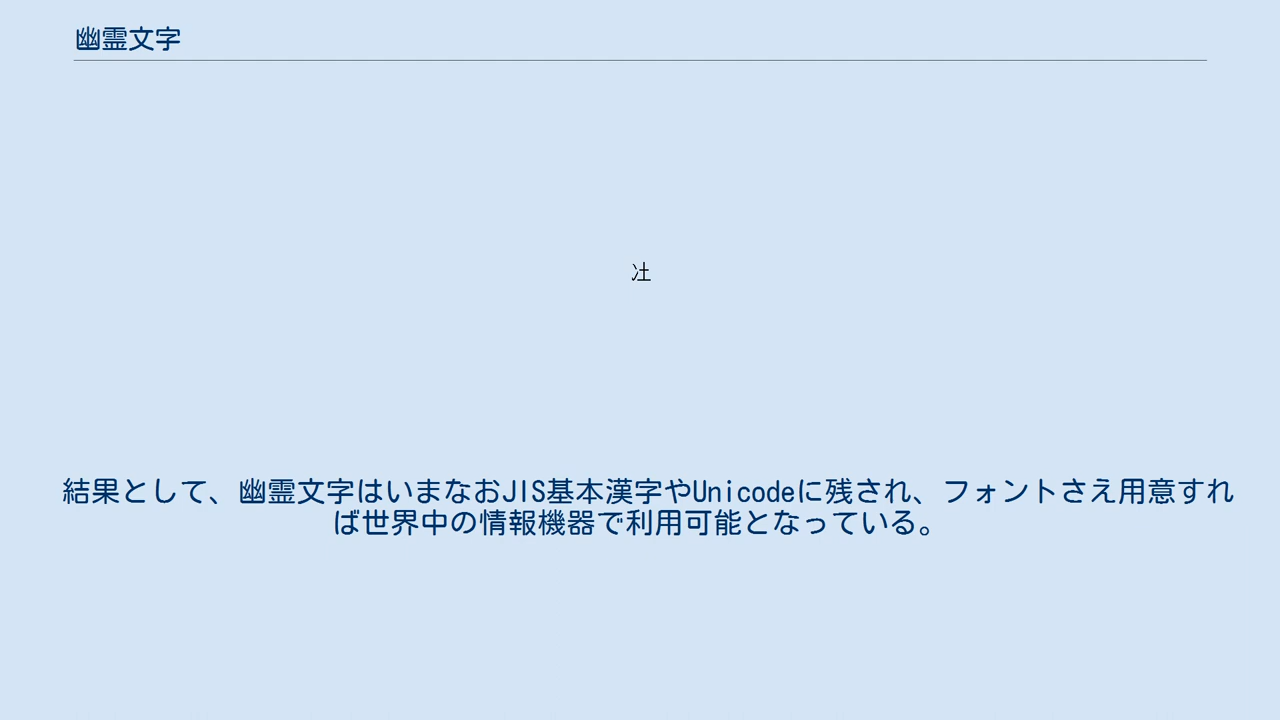 幽霊文字
汢
結果として、幽霊文字はいまなおJIS基本漢字やUnicodeに残され、フォントさえ用意すれ
ば世界中の情報機器で利用可能となっている。